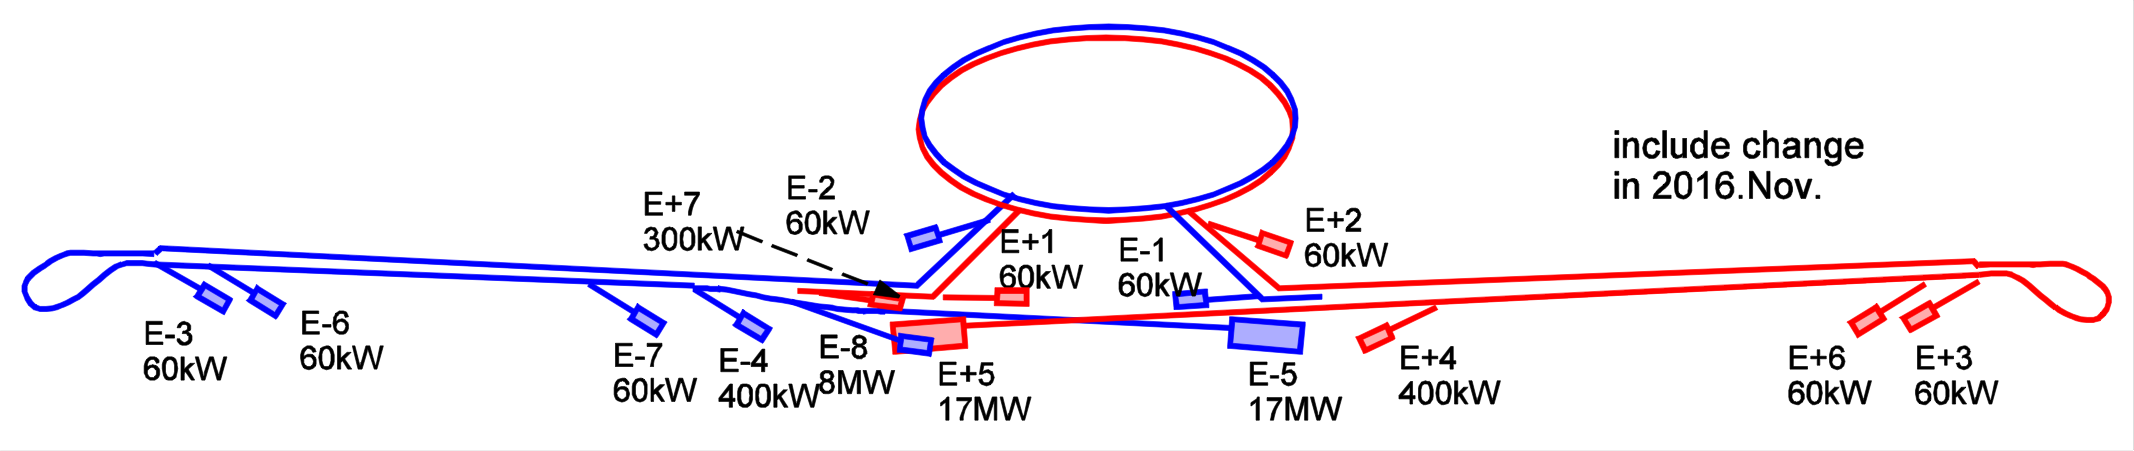 include change
in 2016.Nov.
E+7
300kW
E-2
60kW
E+1
60kW
E-1
60kW
E+2
60kW
E-3
60kW
E-6
60kW
E-7
60kW
E-4
400kW
E-8
8MW
E+5
17MW
E-5
17MW
E+4
400kW
E+6
60kW
E+3
60kW